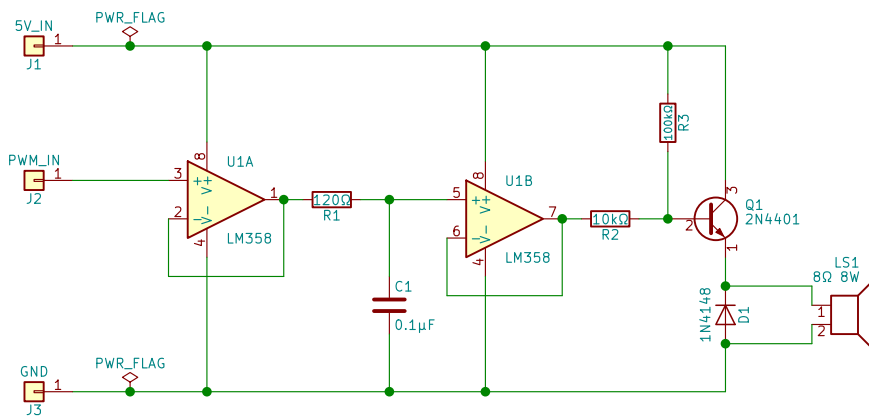 5V_IN
1
J1
PWR_FLAG
PWM_IN
1
J2
GND
1
J3
PWR_FLAG
U1A
8
V+
3
+
2
-
V-
4
1
LM358
120Ω
R1
C1
0.1µF
U1B
8
V+
5
+
6
-
V-
4
7
LM358
10kΩ
R2
100kΩ
R3
Q1
2N4401
3
2
1
1N4148
D1
LS1
8Ω 8W
1
2